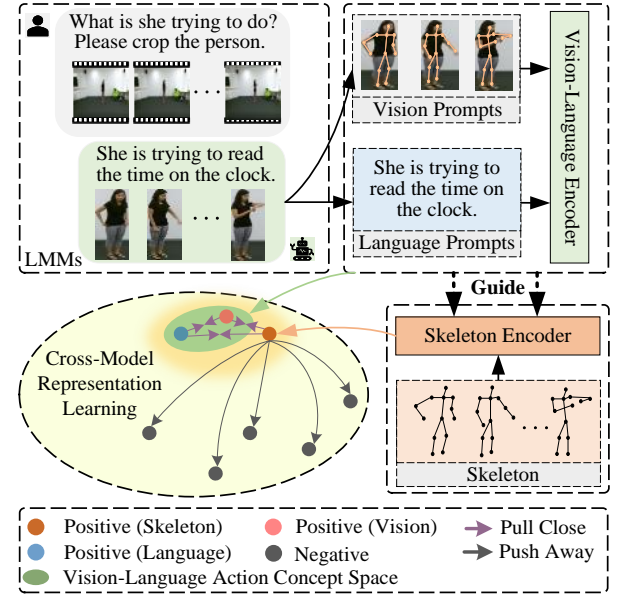 What is she trying to do?
Please crop the person.
She is trying to read
the time on the clock.
LMMs
Vision Prompts
She is trying to
read the time on
the clock.
Language Prompts
Vision-Language Encoder
Guide
Skeleton Encoder
Skeleton
Cross-Model
Representation
Learning
Positive (Skeleton)
Positive (Vision)
Pull Close
Positive (Language)
Negative
Push Away
Vision-Language Action Concept Space